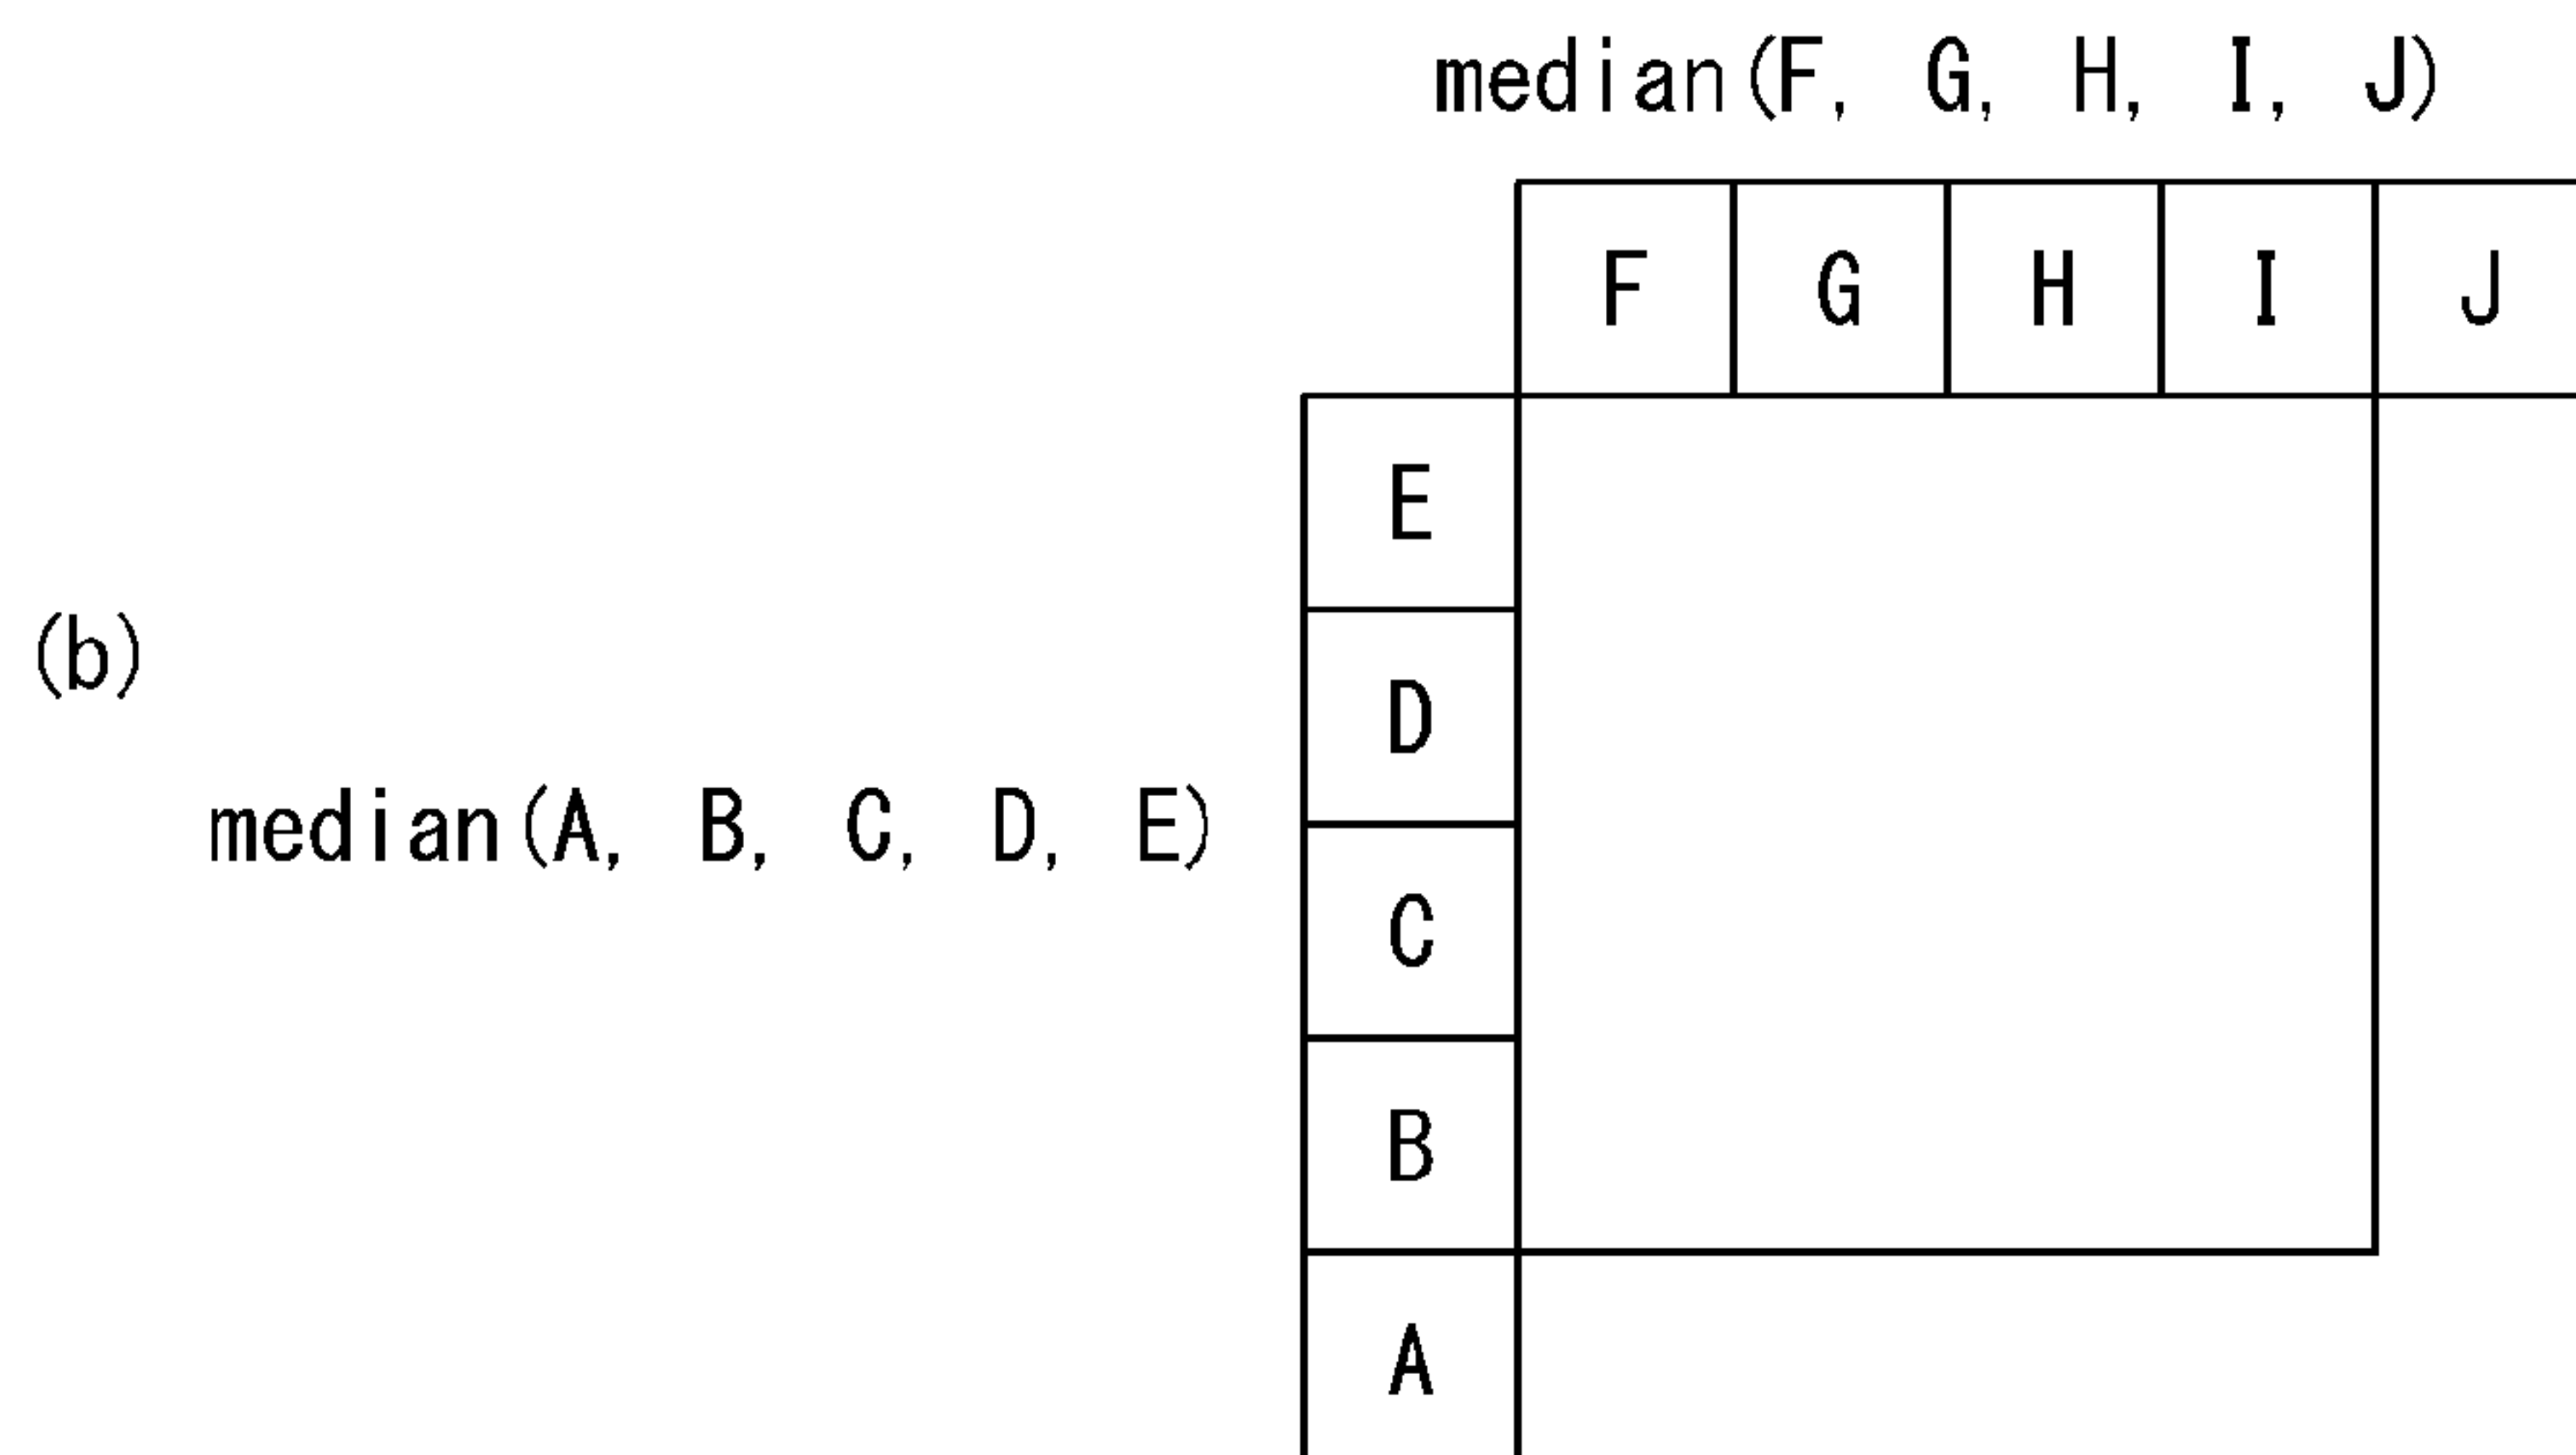 median(F, G, H, I, J)
F G H I J
E
(b)
D
median(A, B, C, D, E)
C
B
A